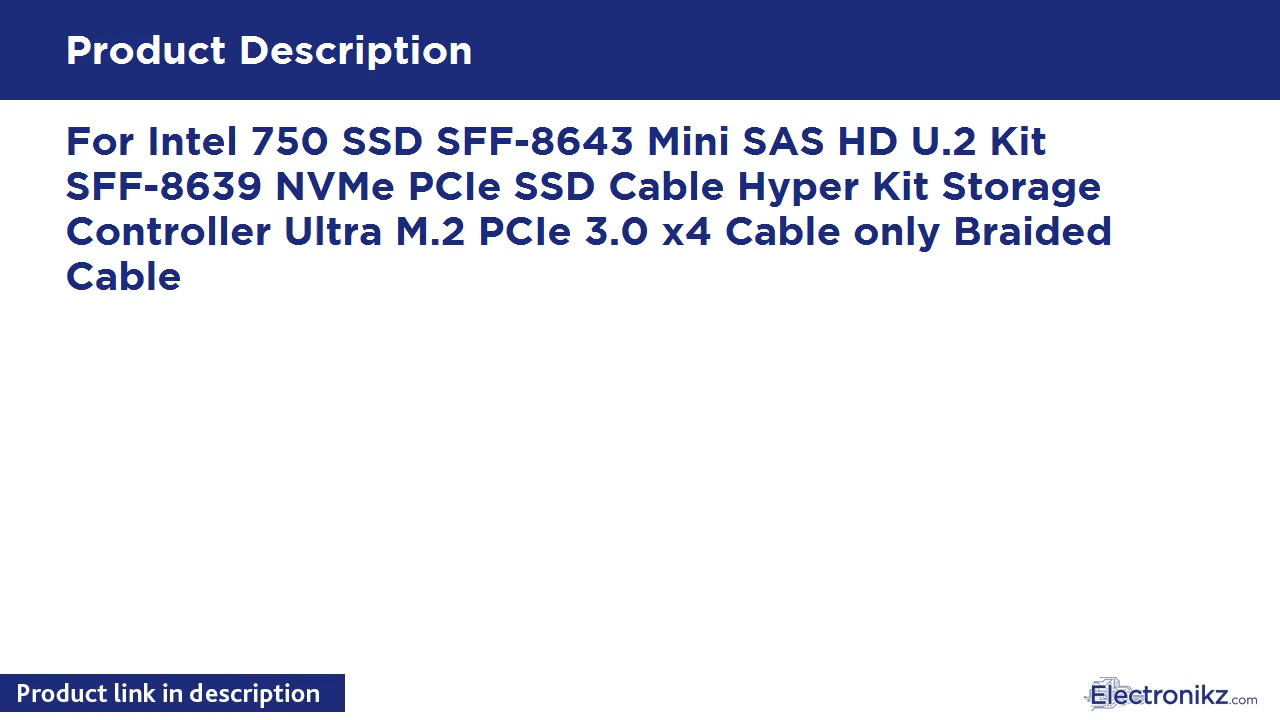 Product Description
For Intel 750 SSD SFF-8643 Mini SAS HD U.2 Kit
SFF-8639 NVMe PCIe SSD Cable Hyper Kit Storage
Controller Ultra M.2 PCIe 3.0 x4 Cable only Braided
Cable
Product link in description
Electronikz.com